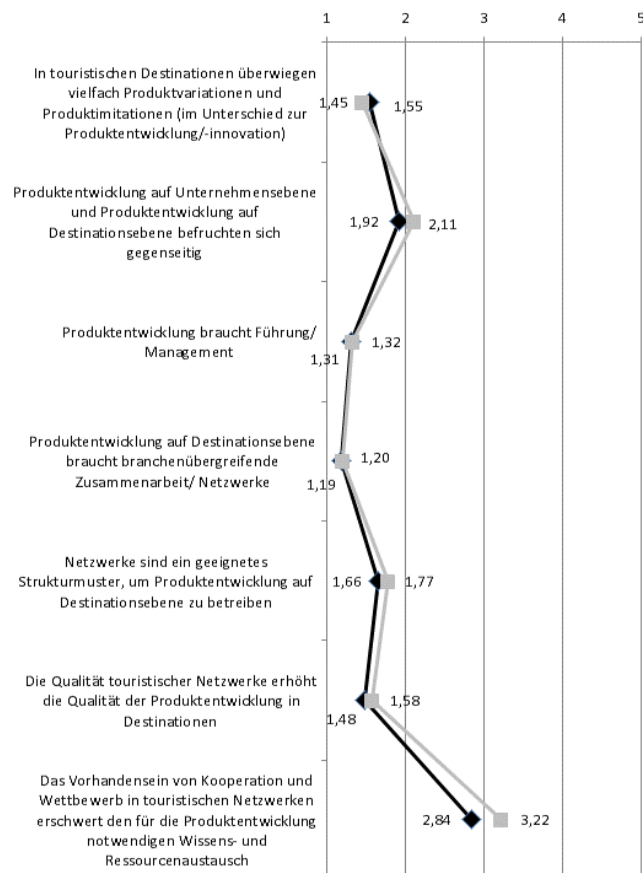 1 2 3 4 5
In touristischen Destinationen überwiegen
vielfach Produktvariationen und
Produktimitationen (im Unterschied zur
Produktentwicklung/-innovation)
1,45 1,55
Produktentwicklung auf Unternehmensebene
und Produktentwicklung auf
Destinationsebene befruchten sich
gegenseitig
1,92 2,11
Produktentwicklung braucht Führung/
Management
1,31 1,32
Produktentwicklung auf Destinationsebene
braucht branchenübergreifende
Zusammenarbeit/ Netzwerke
1,19 1,20
Netzwerke sind ein geeignetes
Strukturmuster, um Produktentwicklung auf
Destinationsebene zu betreiben
1,66 1,77
Die Qualität touristischer Netzwerke erhöht
die Qualität der Produktentwicklung in
Destinationen
1,48 1,58
Das Vorhandensein von Kooperation und
Wettbewerb in touristischen Netzwerken
erschwert den für die Produktentwicklung
notwendigen Wissens- und
Ressourcenaustausch
2,84 3,22